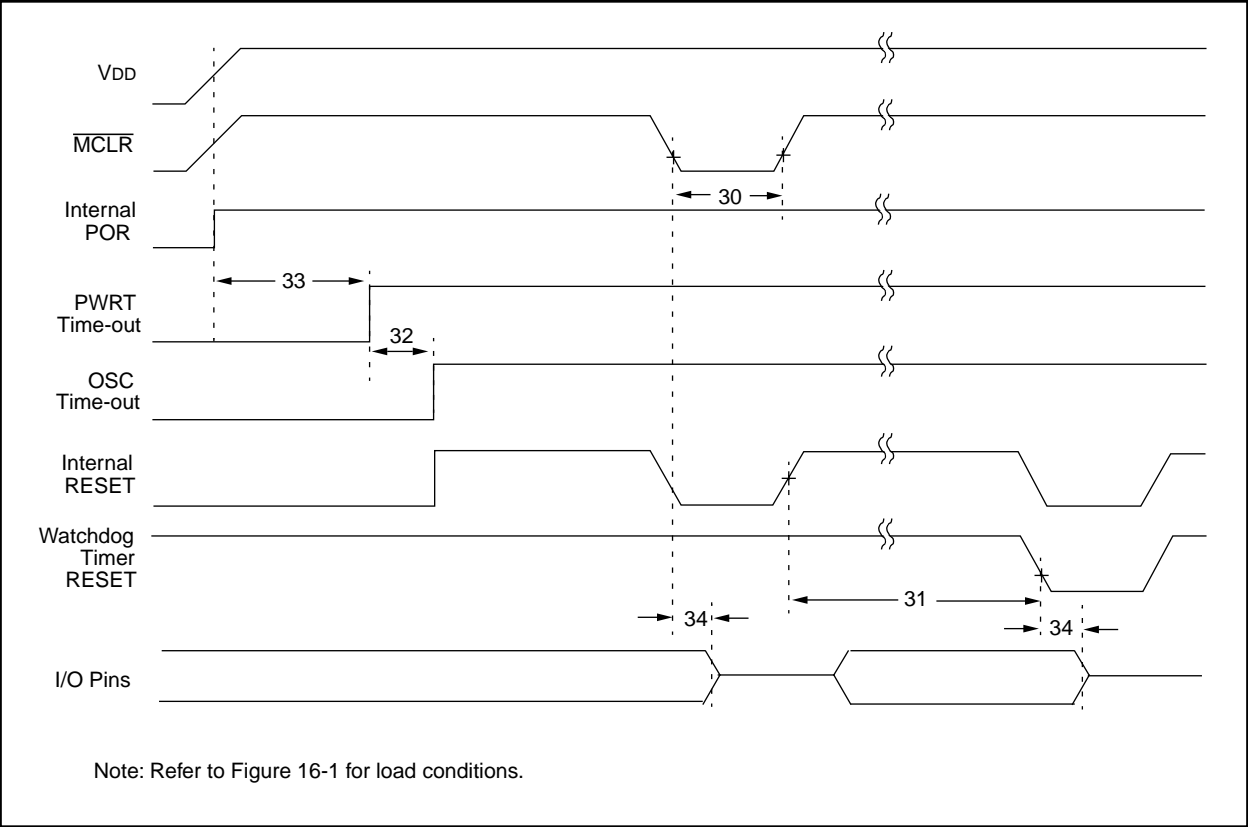 VDD
MCLR
Internal
POR
30
33
PWRT
Time-out
32
OSC
Time-out
Internal
RESET
Watchdog
Timer
RESET
31
34
34
I/O Pins
Note: Refer to Figure 16-1 for load conditions.